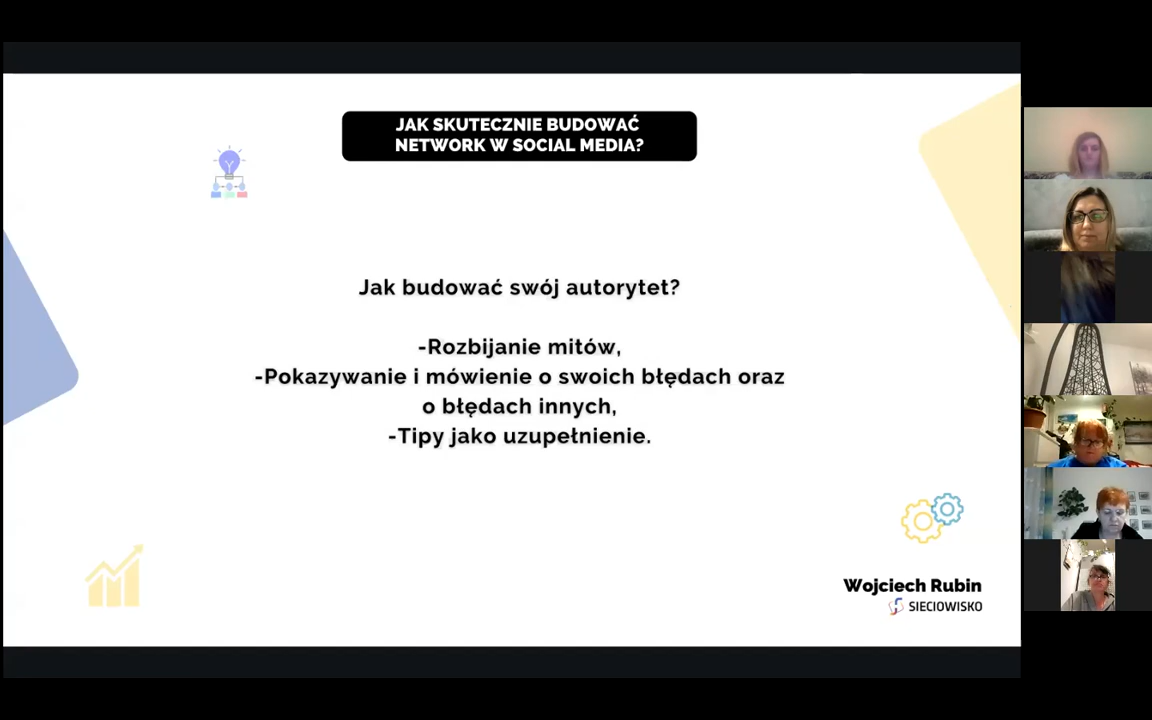 JAK SKUTECZNIE BUDOWAĆ
NETWORK W SOCIAL MEDIA?
Jak budować swój autorytet?
-Rozbijanie mitów,
-Pokazywanie i mówienie o swoich błędach oraz
o błędach innych,
-Tipy jako uzupełnienie.
Wojciech Rubin
SIECIOWISKO